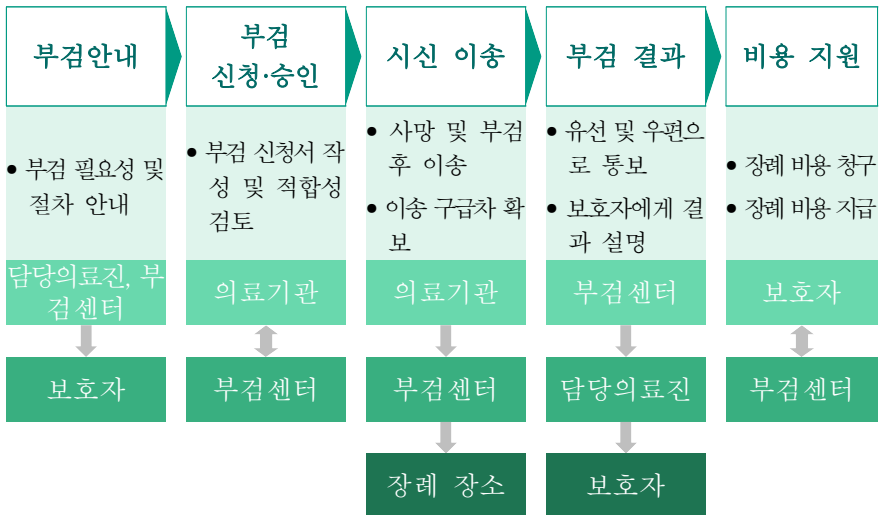 부검안내
부검
신청·승인
시신 이송
부검 결과
비용 지원
• 부검 필요성 및
절차 안내
• 부검 신청서 작
성 및 적합성
검토
• 사망 및 부검
후 이송
• 이송 구급차 확
보
• 유선 및 우편으
로 통보
• 보호자에게 결
과 설명
• 장례 비용 청구
• 장례 비용 지급
담당의료진, 부
검센터
의료기관
의료기관
부검센터
보호자
보호자
부검센터
부검센터
담당의료진
부검센터
장례 장소
보호자